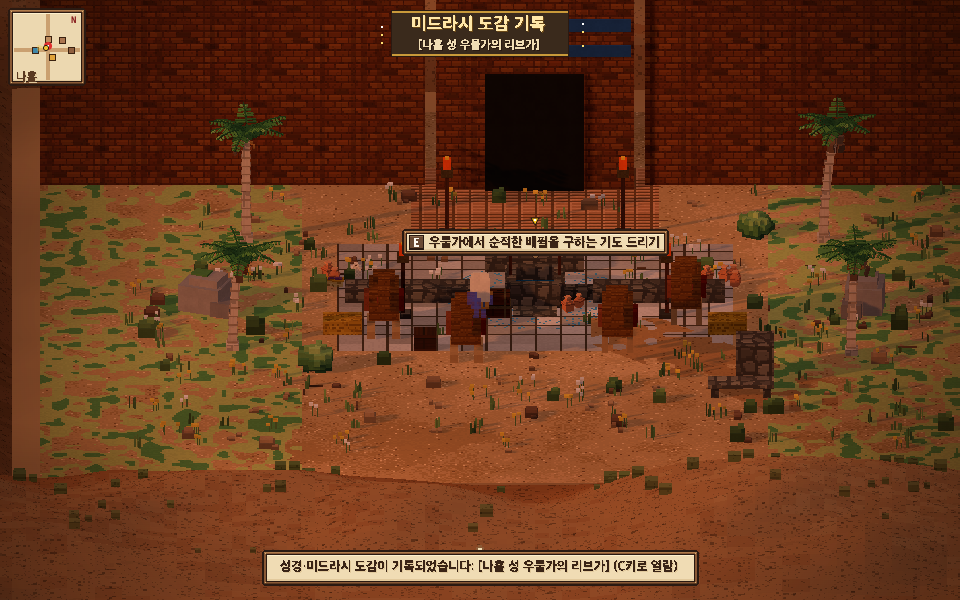 N
나홀
미드라시 도감 기록
[나홀 성 우물가의 리브가]
E 우물가에서 순적한 배필을 구하는 기도 드리기
성경·미드라시 도감이 기록되었습니다: [나홀 성 우물가의 리브가] (C키로 열람)